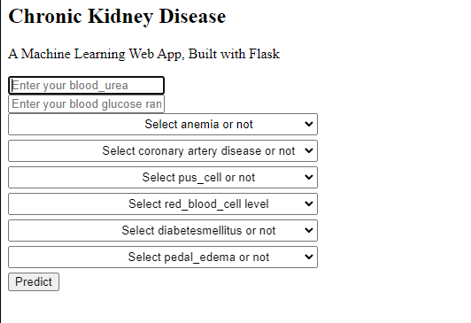 Chronic Kidney Disease
A Machine Learning Web App, Built with Flask
Enter your blood_urea
Enter your blood glucose ran
Select anemia or not
Select coronary artery disease or not
Select pus_cell or not
Select red_blood_cell level
Select diabetesmellitus or not
Select pedal_edema or not
Predict